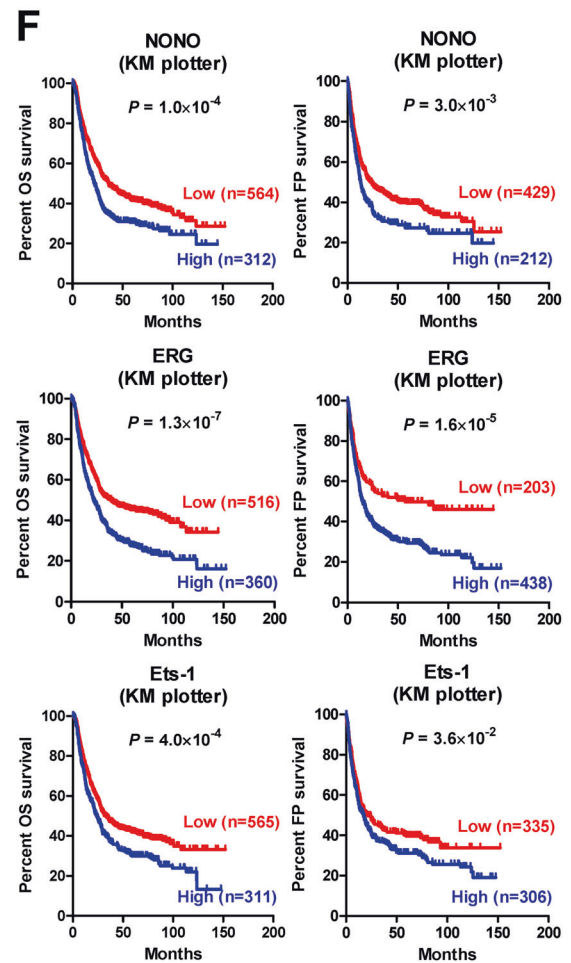 F
NONO
(KM plotter)
P = 1.0×10⁻⁴
Percent OS survival
100
80
60
40
20
0
Low (n=564)
High (n=312)
0 50 100 150 200
Months
NONO
(KM plotter)
P = 3.0×10⁻³
Percent FP survival
100
80
60
40
20
0
Low (n=429)
High (n=212)
0 50 100 150 200
Months
ERG
(KM plotter)
P = 1.3×10⁻⁷
Percent OS survival
100
80
60
40
20
0
Low (n=516)
High (n=360)
0 50 100 150 200
Months
ERG
(KM plotter)
P = 1.6×10⁻⁵
Percent FP survival
100
80
60
40
20
0
Low (n=203)
High (n=438)
0 50 100 150 200
Months
Ets-1
(KM plotter)
P = 4.0×10⁻⁴
Percent OS survival
100
80
60
40
20
0
Low (n=565)
High (n=311)
0 50 100 150 200
Months
Ets-1
(KM plotter)
P = 3.6×10⁻²
Percent FP survival
100
80
60
40
20
0
Low (n=335)
High (n=306)
0 50 100 150 200
Months